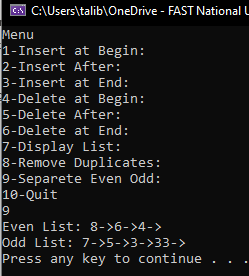 C:\Users\talib\OneDrive - FAST National U
Menu
1-Insert at Begin:
2-Insert After:
3-Insert at End:
4-Delete at Begin:
5-Delete After:
6-Delete at End:
7-Display List:
8-Remove Duplicates:
9-Separete Even Odd:
10-Quit
9
Even List: 8->6->4->
Odd List: 7->5->3->33->
Press any key to continue . . .